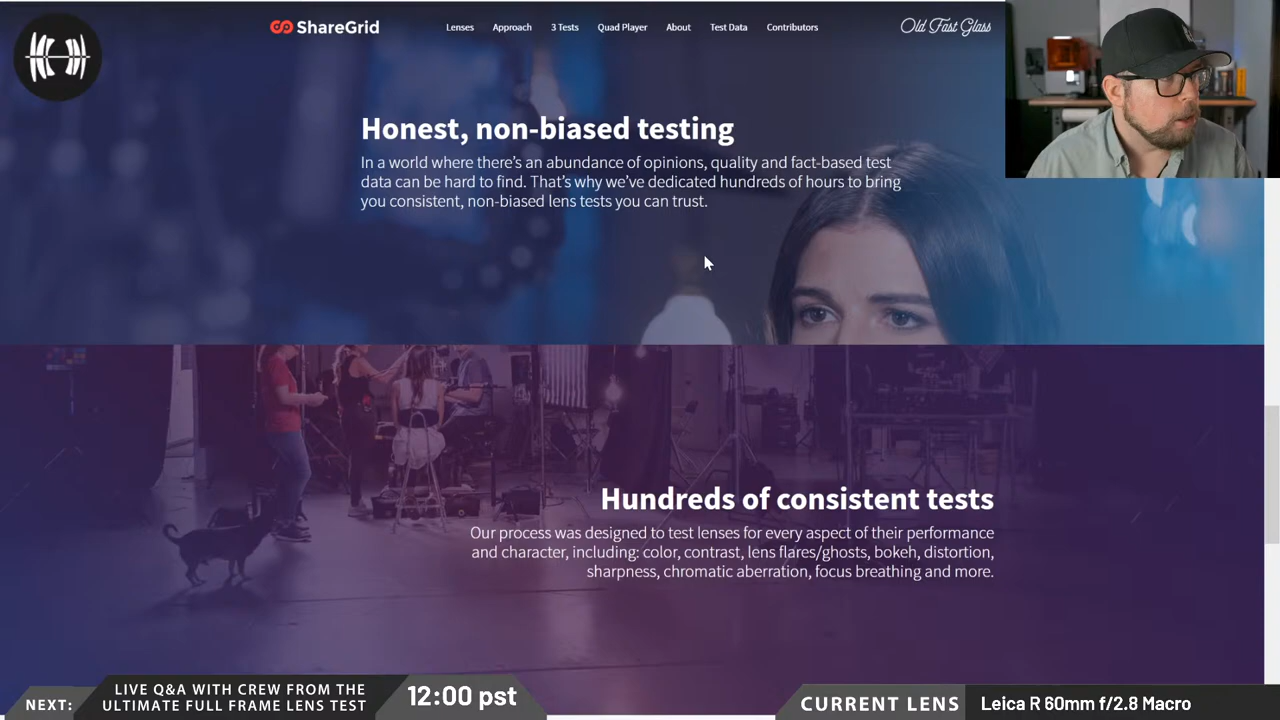 ShareGrid
Lenses Approach 3 Tests Quad Player About Test Data Contributors
Old Fast Glass
Honest, non-biased testing
In a world where there's an abundance of opinions, quality and fact-based test
data can be hard to find. That's why we've dedicated hundreds of hours to bring
you consistent, non-biased lens tests you can trust.
Hundreds of consistent tests
Our process was designed to test lenses for every aspect of their performance
and character, including: color, contrast, lens flares/ghosts, bokeh, distortion,
sharpness, chromatic aberration, focus breathing and more.
NEXT:
LIVE Q&A WITH CREW FROM THE
ULTIMATE FULL FRAME LENS TEST
12:00 pst
CURRENT LENS
Leica R 60mm f/2.8 Macro